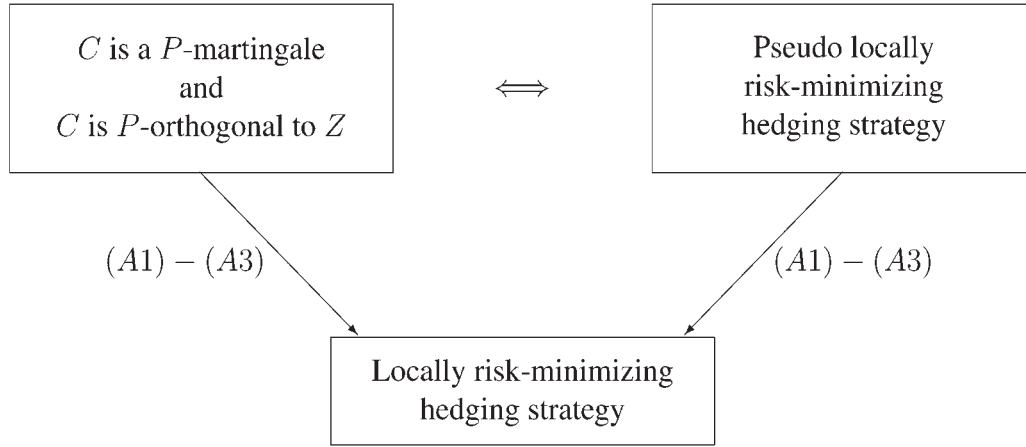 C is a P-martingale
and
C is P-orthogonal to Z
⟺
Pseudo locally
risk-minimizing
hedging strategy
(A1) − (A3)
(A1) − (A3)
Locally risk-minimizing
hedging strategy